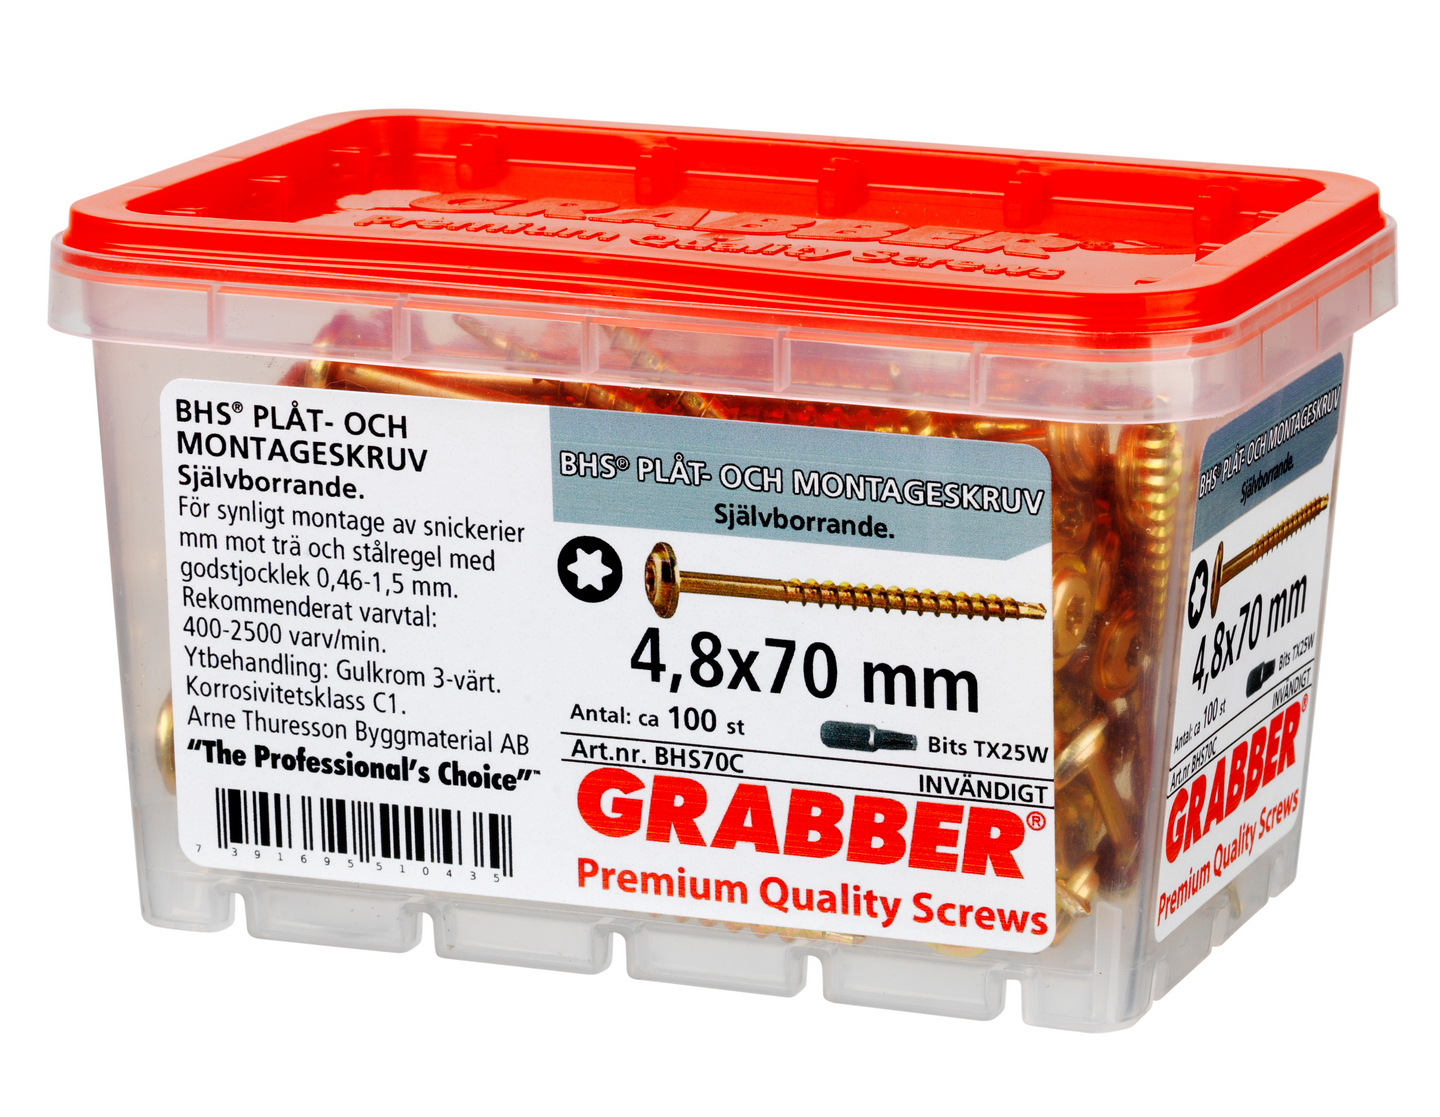 GRABBER®
Premium Quality Screws
BHS® PLÅT- OCH
MONTAGESKRUV
Självborrande.
För synligt montage av snickerier
mm mot trä och stålregel med
godstjocklek 0,46-1,5 mm.
Rekommenderat varvtal:
400-2500 varv/min.
Ytbehandling: Gulkrom 3-värt.
Korrosivitetsklass C1.
Arne Thuresson Byggmaterial AB
"The Professional's Choice"™
7 391695 510435
BHS® PLÅT- OCH MONTAGESKRUV
Självborrande.
4,8x70 mm
Antal: ca 100 st
Bits TX25W
Art.nr. BHS70C
INVÄNDIGT
GRABBER®
Premium Quality Screws
BHS® PLÅT- OCH MONTAGESKRUV
Självborrande.
4,8x70 mm
Antal: ca 100 st
Bits TX25W
Art.nr BHS70C
INVÄNDIGT
GRABBER®
Premium Quality Screws